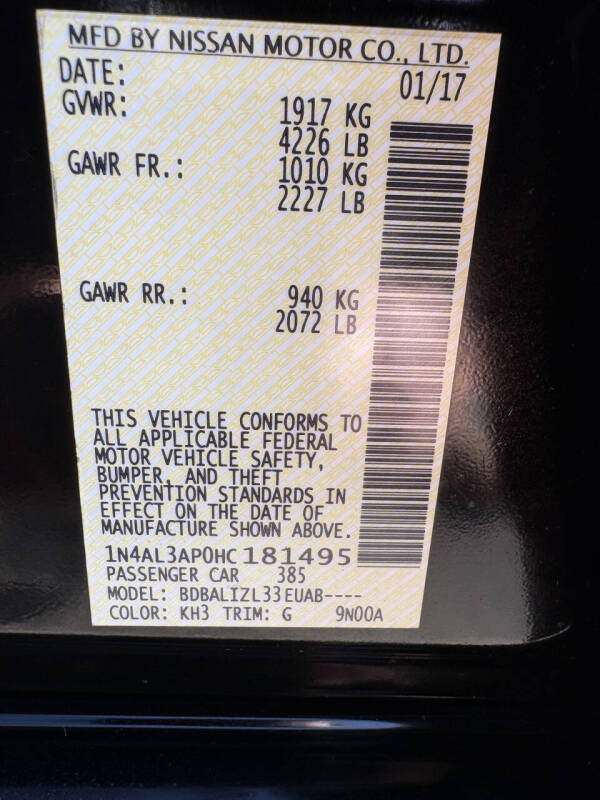 MFD BY NISSAN MOTOR CO., LTD.
DATE: 01/17
GVWR: 1917 KG
4226 LB
GAWR FR.: 1010 KG
2227 LB
GAWR RR.: 940 KG
2072 LB
THIS VEHICLE CONFORMS TO
ALL APPLICABLE FEDERAL
MOTOR VEHICLE SAFETY,
BUMPER, AND THEFT
PREVENTION STANDARDS IN
EFFECT ON THE DATE OF
MANUFACTURE SHOWN ABOVE.
1N4AL3AP0HC181495
PASSENGER CAR 385
MODEL: BDBALIZL33EUAB----
COLOR: KH3 TRIM: G 9N00A